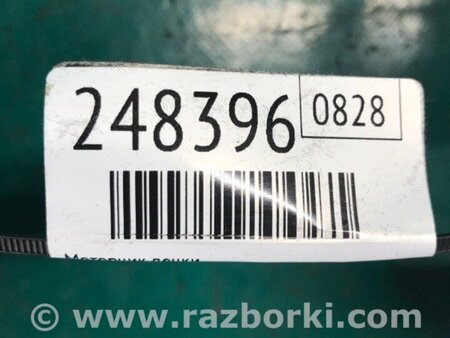 248396 0828
Моторчик печки
© www.razborki.com